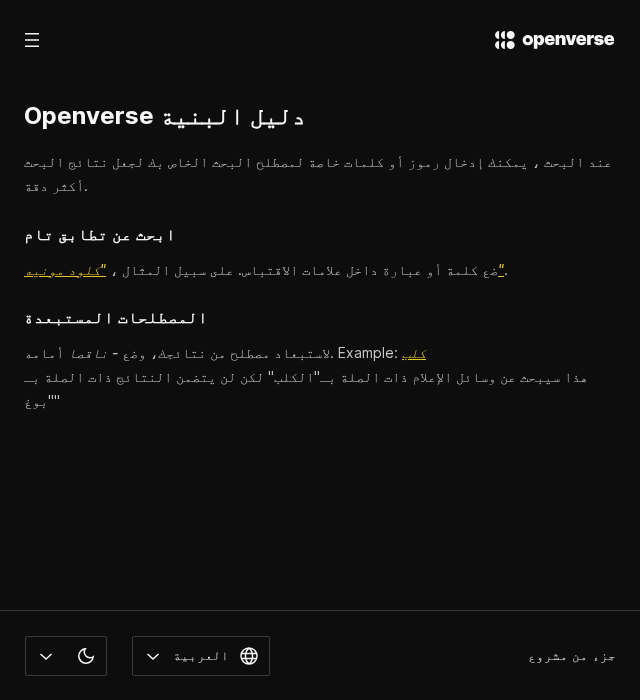 openverse
دليل البنية Openverse
عند البحث ، يمكنك إدخال رموز أو كلمات خاصة لمصطلح البحث الخاص بك لجعل نتائج البحث
أكثر دقة.
ابحث عن تطابق تام
ضع كلمة أو عبارة داخل علامات الاقتباس. على سبيل المثال ، "كلود مونيه".
المصطلحات المستبعدة
لاستبعاد مصطلح من نتائجك، وضع - ناقصا أمامه. Example: كلب
هذا سيبحث عن وسائل الإعلام ذات الصلة بـ"الكلب" لكن لن يتضمن النتائج ذات الصلة بـ
"بوغ"
العربية
جزء من مشروع